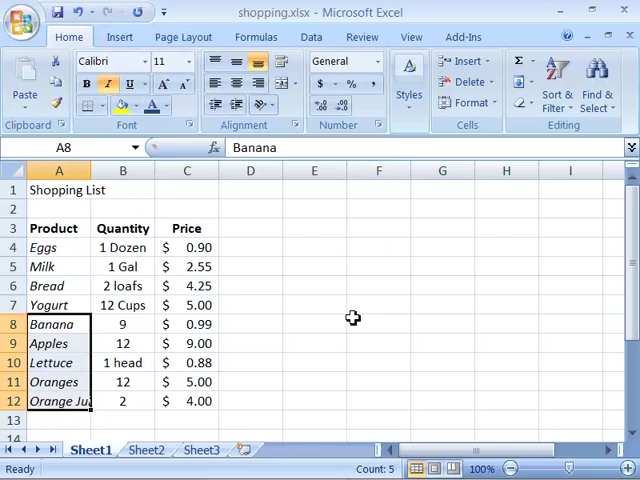 shopping.xlsx - Microsoft Excel
Home Insert Page Layout Formulas Data Review View Add-Ins
Paste
Calibri 11
B I U
General
$ % ,
Styles
Insert
Delete
Format
Sort & Filter
Find & Select
Clipboard Font Alignment Number Cells Editing
A8 fx Banana
A B C D E F G H I
1 Shopping List
2
3 Product Quantity Price
4 Eggs 1 Dozen $ 0.90
5 Milk 1 Gal $ 2.55
6 Bread 2 loafs $ 4.25
7 Yogurt 12 Cups $ 5.00
8 Banana 9 $ 0.99
9 Apples 12 $ 9.00
10 Lettuce 1 head $ 0.88
11 Oranges 12 $ 5.00
12 Orange Ju 2 $ 4.00
13
14
Sheet1 Sheet2 Sheet3
Ready Count: 5 100%